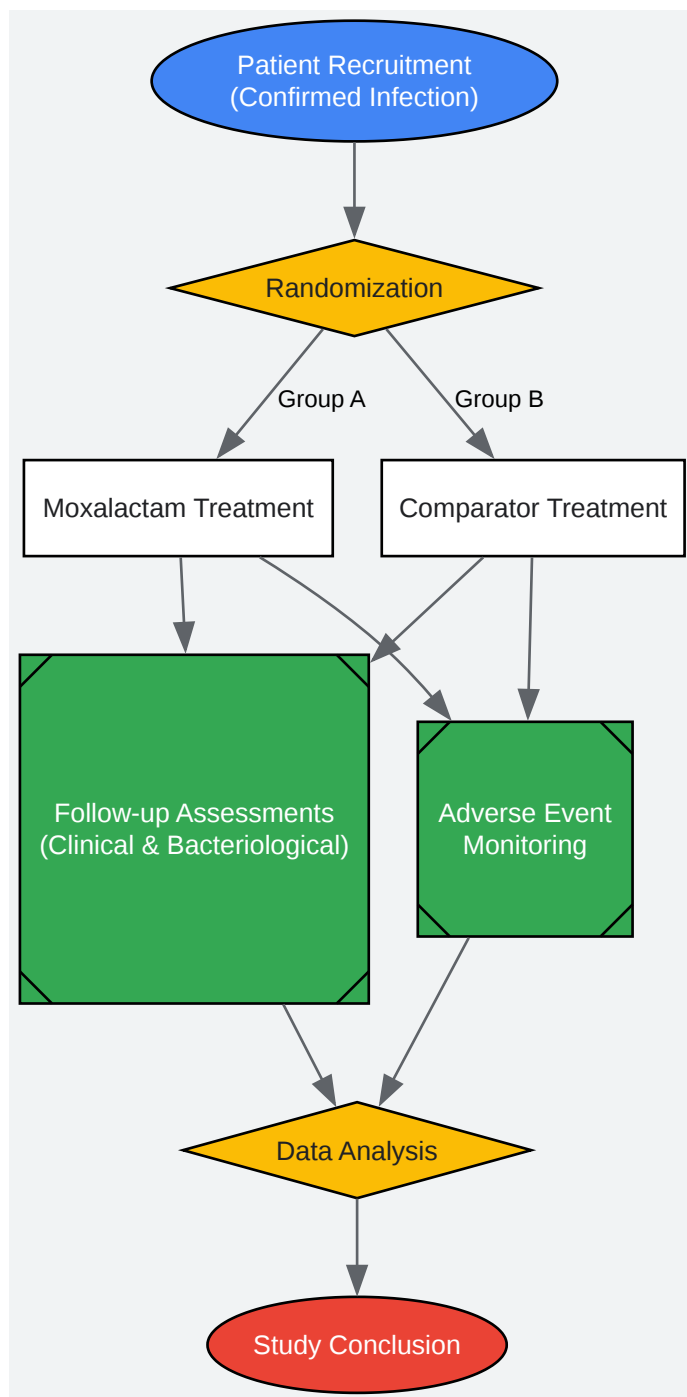 Patient Recruitment
(Confirmed Infection)
Randomization
Group A
Group B
Moxalactam Treatment
Comparator Treatment
Follow-up Assessments
(Clinical & Bacteriological)
Adverse Event
Monitoring
Data Analysis
Study Conclusion